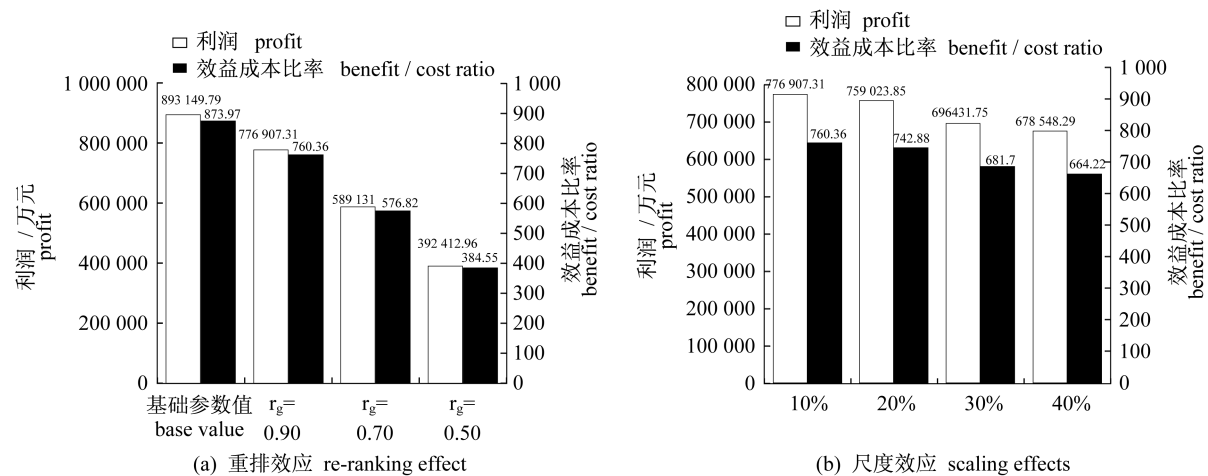 利润 profit
效益成本比率 benefit / cost ratio
1 000 000
800 000
600 000
400 000
200 000
0
利润 / 万元
profit
893 149.79
873.97
776 907.31
760.36
589 131
576.82
392 412.96
384.55
1 000
900
800
700
600
500
400
300
200
100
0
效益成本比率
benefit / cost ratio
基础参数值
base value
rg=
0.90
rg=
0.70
rg=
0.50
(a) 重排效应 re-ranking effect
利润 profit
效益成本比率 benefit / cost ratio
800 000
700 000
600 000
500 000
400 000
300 000
200 000
100 000
0
利润 / 万元
profit
776 907.31
760.36
759 023.85
742.88
696431.75
681.7
678 548.29
664.22
1 000
900
800
700
600
500
400
300
200
100
0
效益成本比率
benefit / cost ratio
10%
20%
30%
40%
(b) 尺度效应 scaling effects